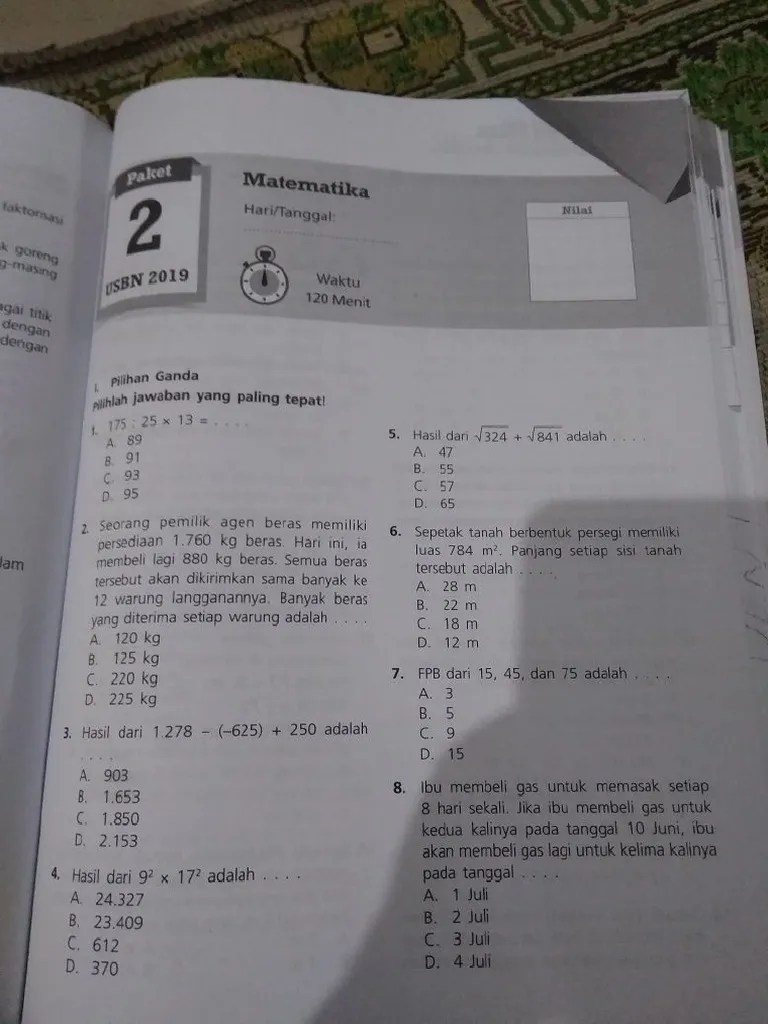 faktorisasi
k goreng
g-masing
agai titik
dengan
dengan
lam
Paket
2
USBN 2019
Matematika
Hari/Tanggal:
Waktu
120 Menit
Nilai
I. Pilihan Ganda
Pilihlah jawaban yang paling tepat!
1. 175 : 25 × 13 = . . . .
A. 89
B. 91
C. 93
D. 95
2. Seorang pemilik agen beras memiliki
persediaan 1.760 kg beras. Hari ini, ia
membeli lagi 880 kg beras. Semua beras
tersebut akan dikirimkan sama banyak ke
12 warung langganannya. Banyak beras
yang diterima setiap warung adalah . . . .
A. 120 kg
B. 125 kg
C. 220 kg
D. 225 kg
3. Hasil dari 1.278 – (–625) + 250 adalah
. . . .
A. 903
B. 1.653
C. 1.850
D. 2.153
4. Hasil dari 9² × 17² adalah . . . .
A. 24.327
B. 23.409
C. 612
D. 370
5. Hasil dari √324 + √841 adalah . . . .
A. 47
B. 55
C. 57
D. 65
6. Sepetak tanah berbentuk persegi memiliki
luas 784 m². Panjang setiap sisi tanah
tersebut adalah . . . .
A. 28 m
B. 22 m
C. 18 m
D. 12 m
7. FPB dari 15, 45, dan 75 adalah . . . .
A. 3
B. 5
C. 9
D. 15
8. Ibu membeli gas untuk memasak setiap
8 hari sekali. Jika ibu membeli gas untuk
kedua kalinya pada tanggal 10 Juni, ibu
akan membeli gas lagi untuk kelima kalinya
pada tanggal . . . .
A. 1 Juli
B. 2 Juli
C. 3 Juli
D. 4 Juli